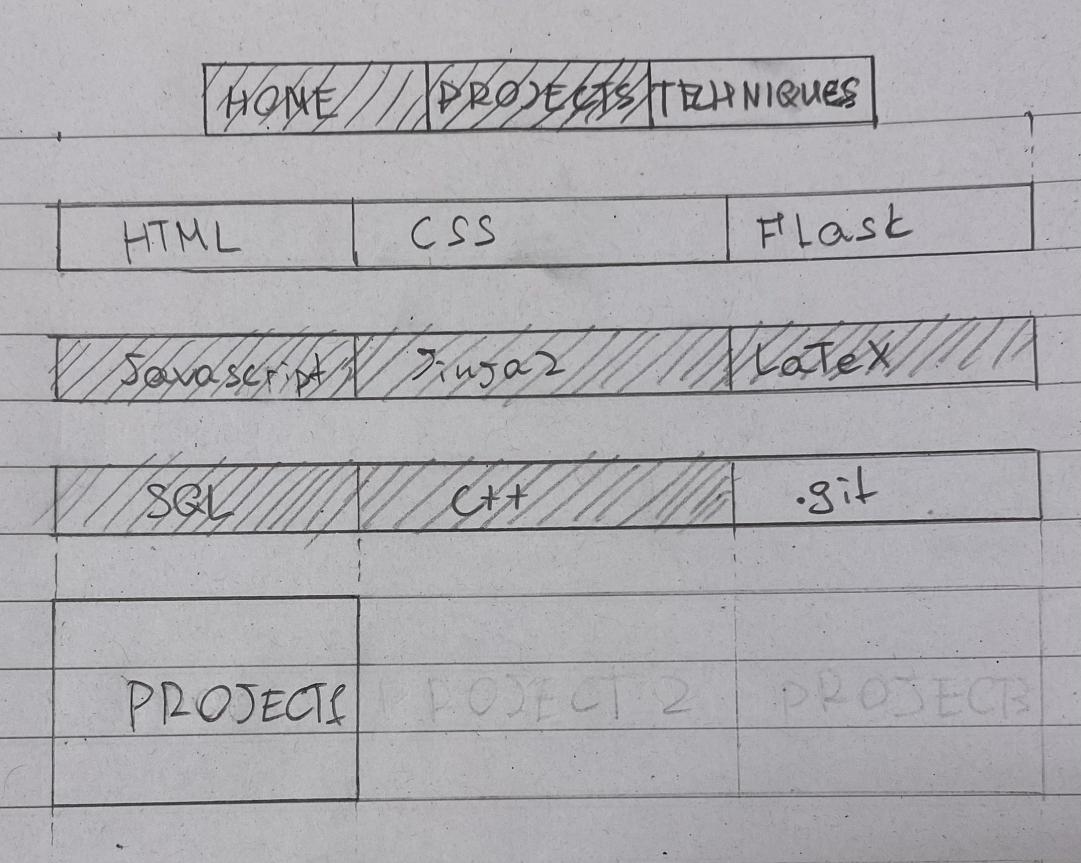 HOME PROJECTS TECHNIQUES
HTML CSS Flask
Javascript Jinja2 LaTeX
SQL C++ .git
PROJECT1 PROJECT 2 PROJECT3